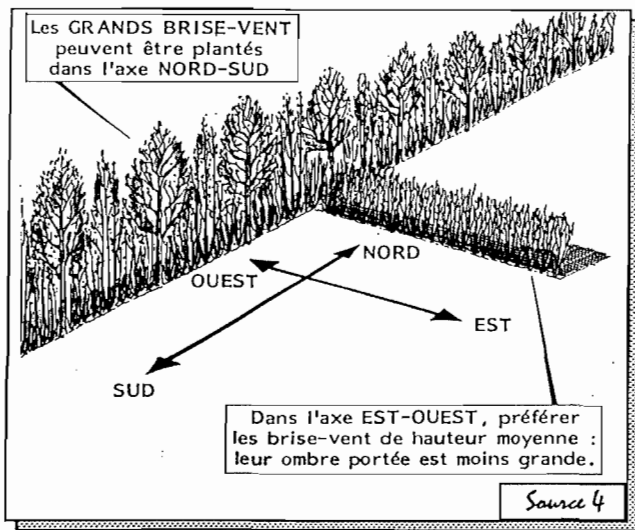 Les GRANDS BRISE-VENT
peuvent être plantés
dans l'axe NORD-SUD
NORD
OUEST
EST
SUD
Dans l'axe EST-OUEST, préférer
les brise-vent de hauteur moyenne :
leur ombre portée est moins grande.
Source 4